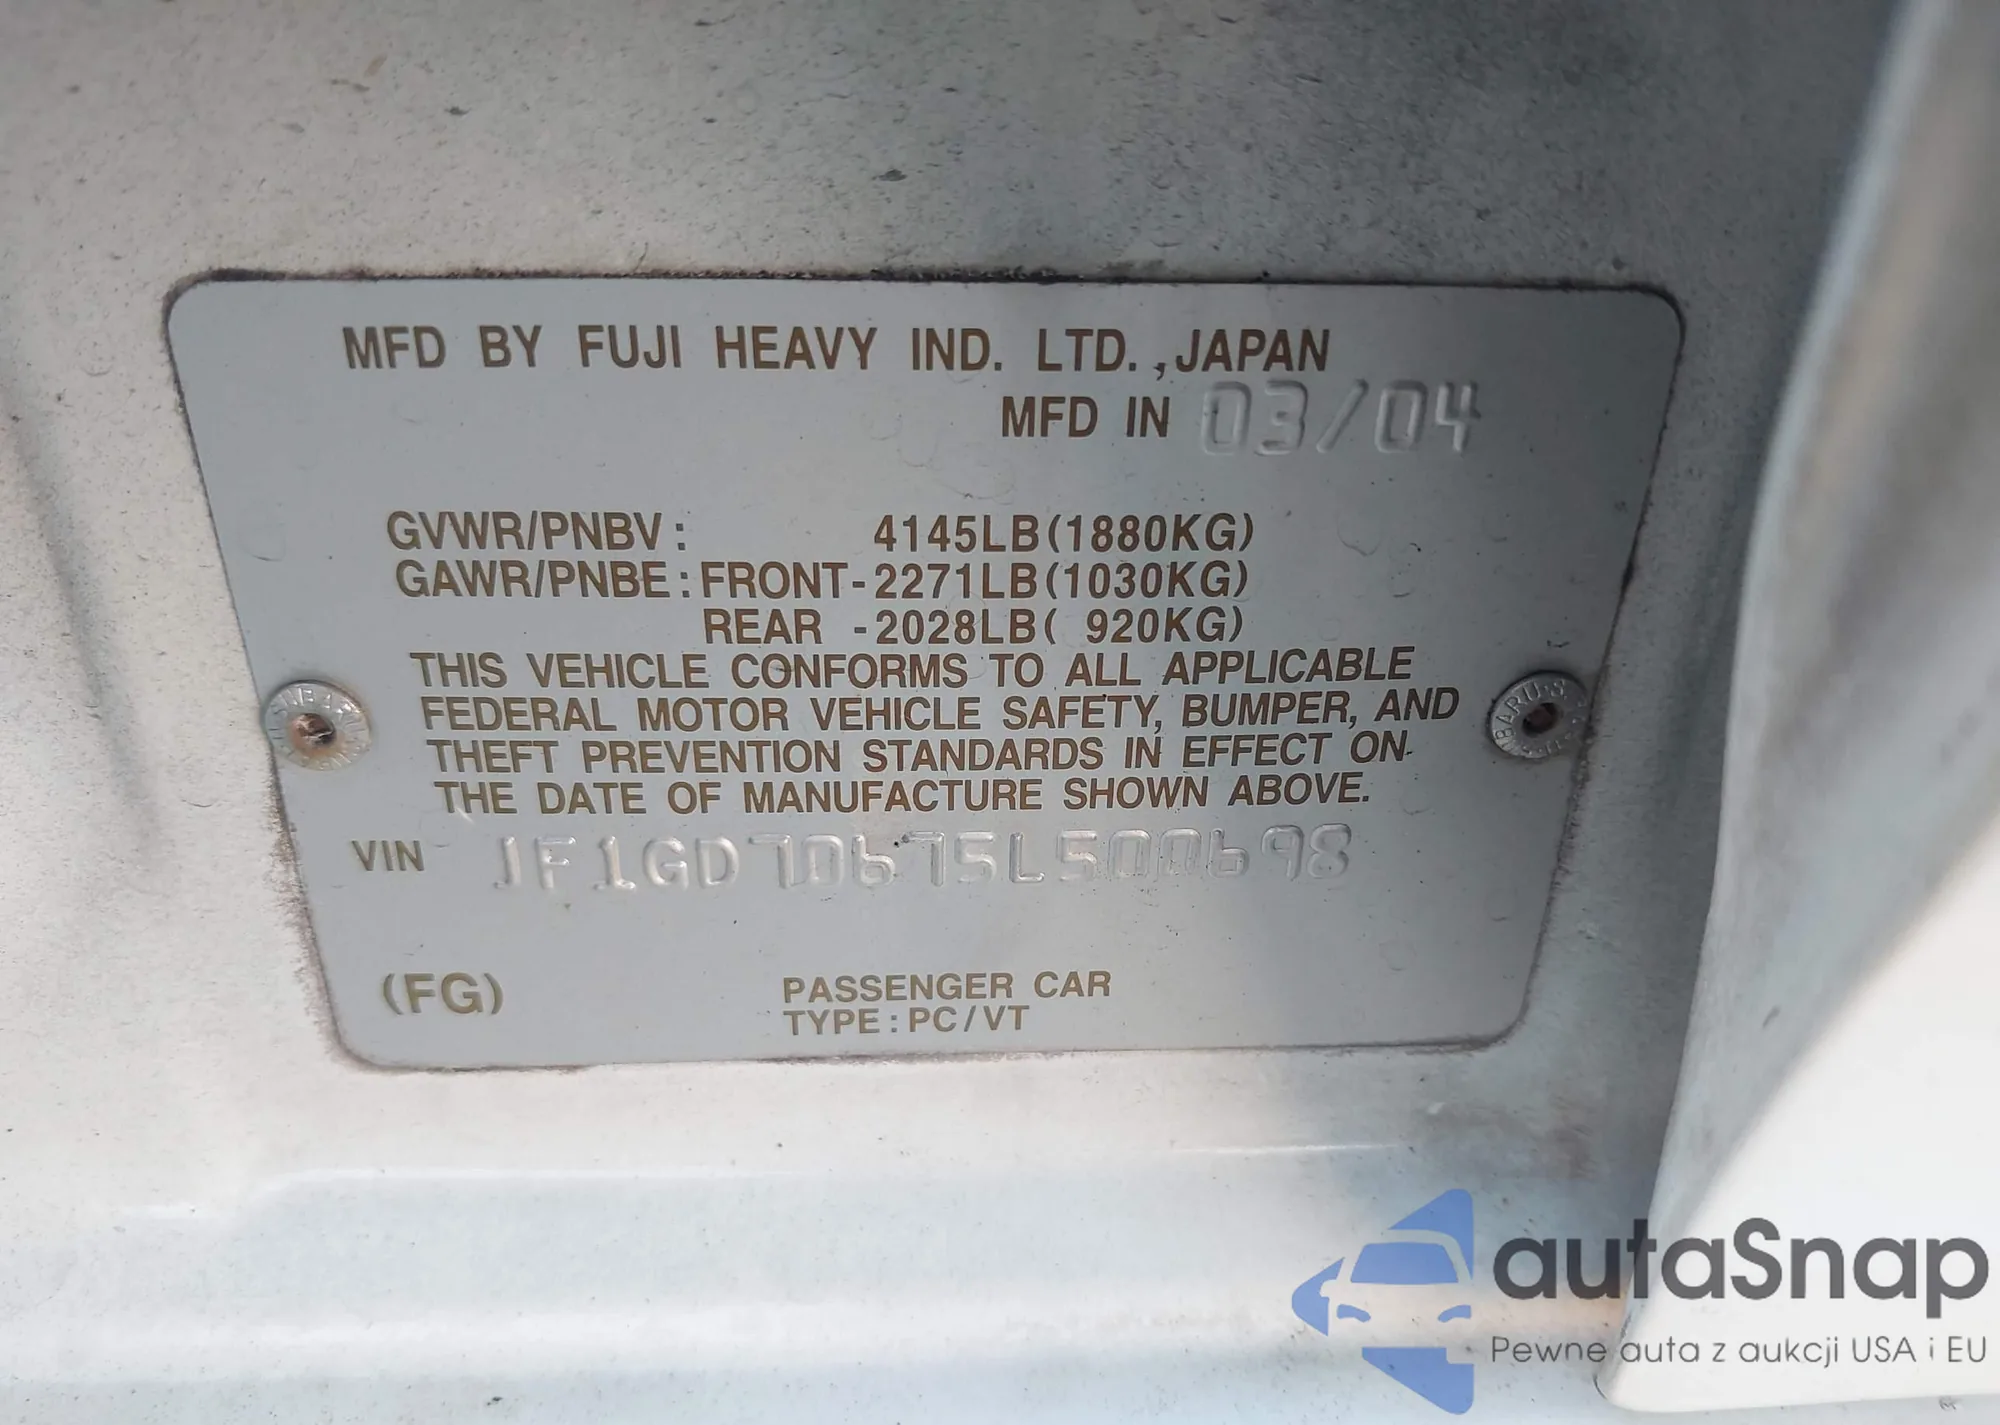 MFD BY FUJI HEAVY IND. LTD. ,JAPAN
MFD IN 03/04
GVWR/PNBV: 4145LB(1880KG)
GAWR/PNBE:FRONT-2271LB(1030KG)
REAR -2028LB( 920KG)
THIS VEHICLE CONFORMS TO ALL APPLICABLE
FEDERAL MOTOR VEHICLE SAFETY, BUMPER, AND
THEFT PREVENTION STANDARDS IN EFFECT ON
THE DATE OF MANUFACTURE SHOWN ABOVE.
VIN JF1GD70675L500698
(FG)
PASSENGER CAR
TYPE:PC/VT
autaSnap
Pewne auta z aukcji USA i EU